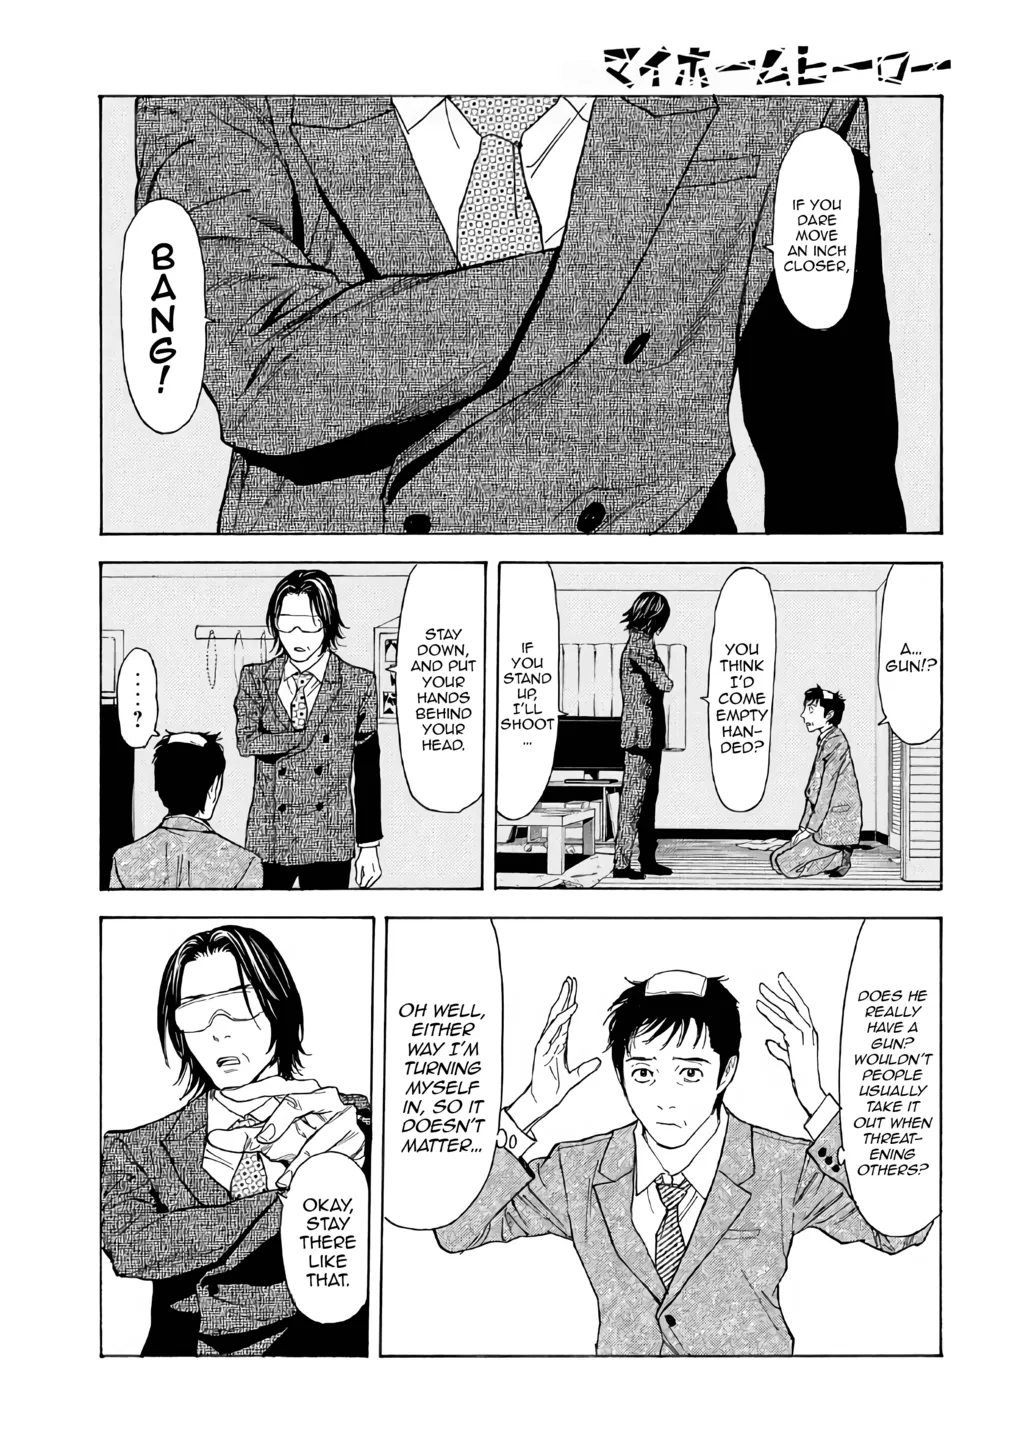 マイホームヒーロー
IF YOU
DARE
MOVE
AN INCH
CLOSER,
BANG!
A...
GUN!?
YOU
THINK
I'D
COME
EMPTY
HAN-
DED?
IF
YOU
STAND
UP,
I'LL
SHOOT
...
STAY
DOWN,
AND PUT
YOUR
HANDS
BEHIND
YOUR
HEAD.
.....?
DOES HE
REALLY
HAVE A
GUN?
WOULDN'T
PEOPLE
USUALLY
TAKE IT
OUT WHEN
THREAT-
ENING
OTHERS?
OH WELL,
EITHER
WAY I'M
TURNING
MYSELF
IN, SO IT
DOESN'T
MATTER...
OKAY,
STAY
THERE
LIKE
THAT.